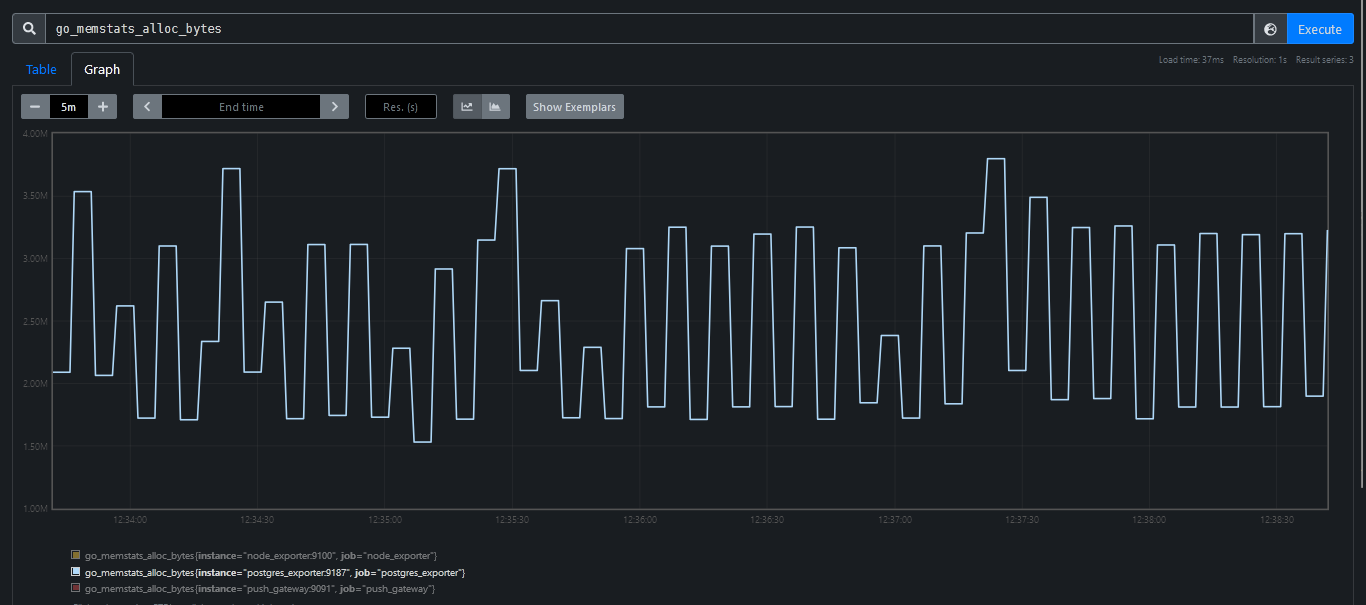 go_memstats_alloc_bytes
Execute
Table
Graph
Load time: 37ms Resolution: 1s Result series: 3
5m
End time
Res. (s)
Show Exemplars
4.00M
3.50M
3.00M
2.50M
2.00M
1.50M
1.00M
12:34:00 12:34:30 12:35:00 12:35:30 12:36:00 12:36:30 12:37:00 12:37:30 12:38:00 12:38:30
go_memstats_alloc_bytes{instance="node_exporter:9100", job="node_exporter"}
go_memstats_alloc_bytes{instance="postgres_exporter:9187", job="postgres_exporter"}
go_memstats_alloc_bytes{instance="push_gateway:9091", job="push_gateway"}